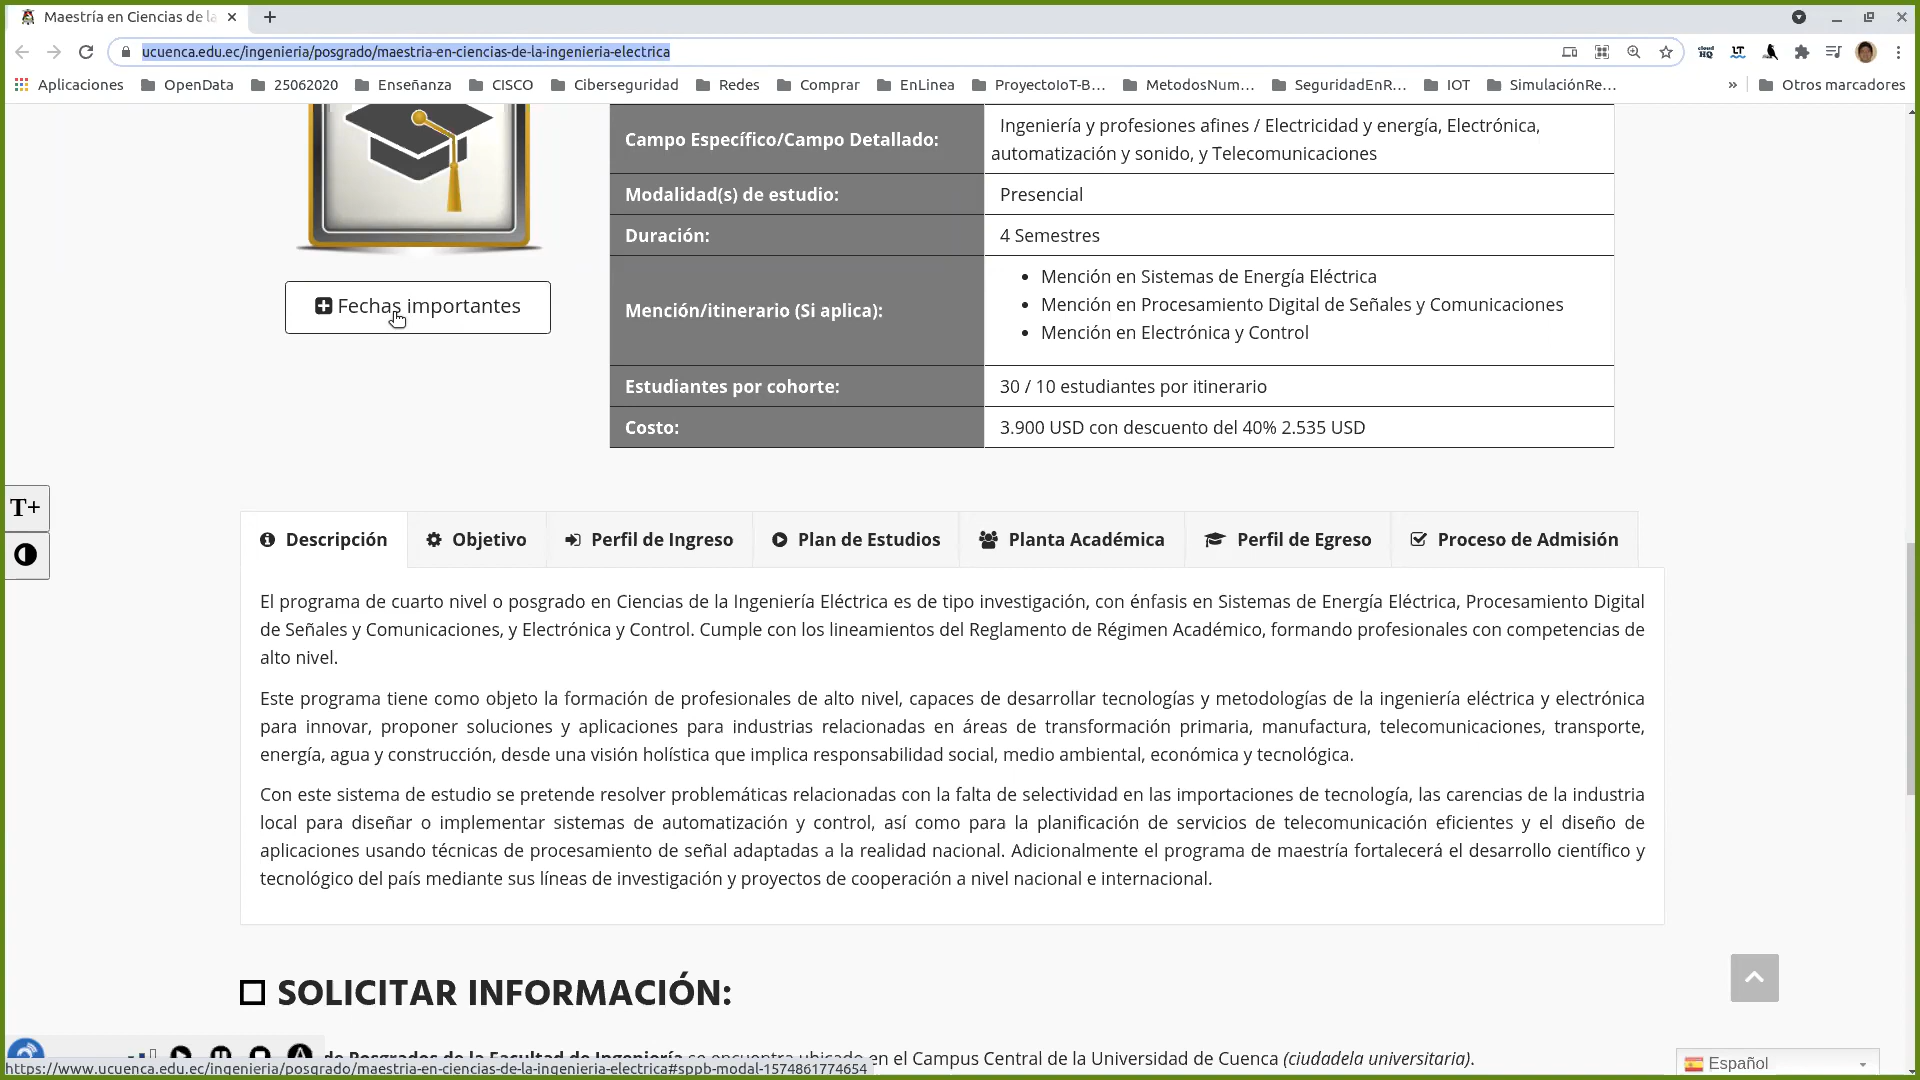 Maestría en Ciencias de la
ucuenca.edu.ec/ingenieria/posgrado/maestria-en-ciencias-de-la-ingenieria-electrica
Aplicaciones OpenData 25062020 Enseñanza CISCO Ciberseguridad Redes Comprar EnLinea ProyectoIoT-B... MetodosNum... SeguridadEnR... IOT SimulaciónRe... » Otros marcadores
Campo Específico/Campo Detallado: Ingeniería y profesiones afines / Electricidad y energía, Electrónica,
automatización y sonido, y Telecomunicaciones
Modalidad(s) de estudio: Presencial
Duración: 4 Semestres
Mención/itinerario (Si aplica):
• Mención en Sistemas de Energía Eléctrica
• Mención en Procesamiento Digital de Señales y Comunicaciones
• Mención en Electrónica y Control
Estudiantes por cohorte: 30 / 10 estudiantes por itinerario
Costo: 3.900 USD con descuento del 40% 2.535 USD
Fechas importantes
T+
Descripción Objetivo Perfil de Ingreso Plan de Estudios Planta Académica Perfil de Egreso Proceso de Admisión
El programa de cuarto nivel o posgrado en Ciencias de la Ingeniería Eléctrica es de tipo investigación, con énfasis en Sistemas de Energía Eléctrica, Procesamiento Digital
de Señales y Comunicaciones, y Electrónica y Control. Cumple con los lineamientos del Reglamento de Régimen Académico, formando profesionales con competencias de
alto nivel.
Este programa tiene como objeto la formación de profesionales de alto nivel, capaces de desarrollar tecnologías y metodologías de la ingeniería eléctrica y electrónica
para innovar, proponer soluciones y aplicaciones para industrias relacionadas en áreas de transformación primaria, manufactura, telecomunicaciones, transporte,
energía, agua y construcción, desde una visión holística que implica responsabilidad social, medio ambiental, económica y tecnológica.
Con este sistema de estudio se pretende resolver problemáticas relacionadas con la falta de selectividad en las importaciones de tecnología, las carencias de la industria
local para diseñar o implementar sistemas de automatización y control, así como para la planificación de servicios de telecomunicación eficientes y el diseño de
aplicaciones usando técnicas de procesamiento de señal adaptadas a la realidad nacional. Adicionalmente el programa de maestría fortalecerá el desarrollo científico y
tecnológico del país mediante sus líneas de investigación y proyectos de cooperación a nivel nacional e internacional.
SOLICITAR INFORMACIÓN:
de Posgrados de la Facultad de Ingeniería se encuentra ubicado en el Campus Central de la Universidad de Cuenca (ciudadela universitaria).
https://www.ucuenca.edu.ec/ingenieria/posgrado/maestria-en-ciencias-de-la-ingenieria-electrica#sppb-modal-1574861774654
Español